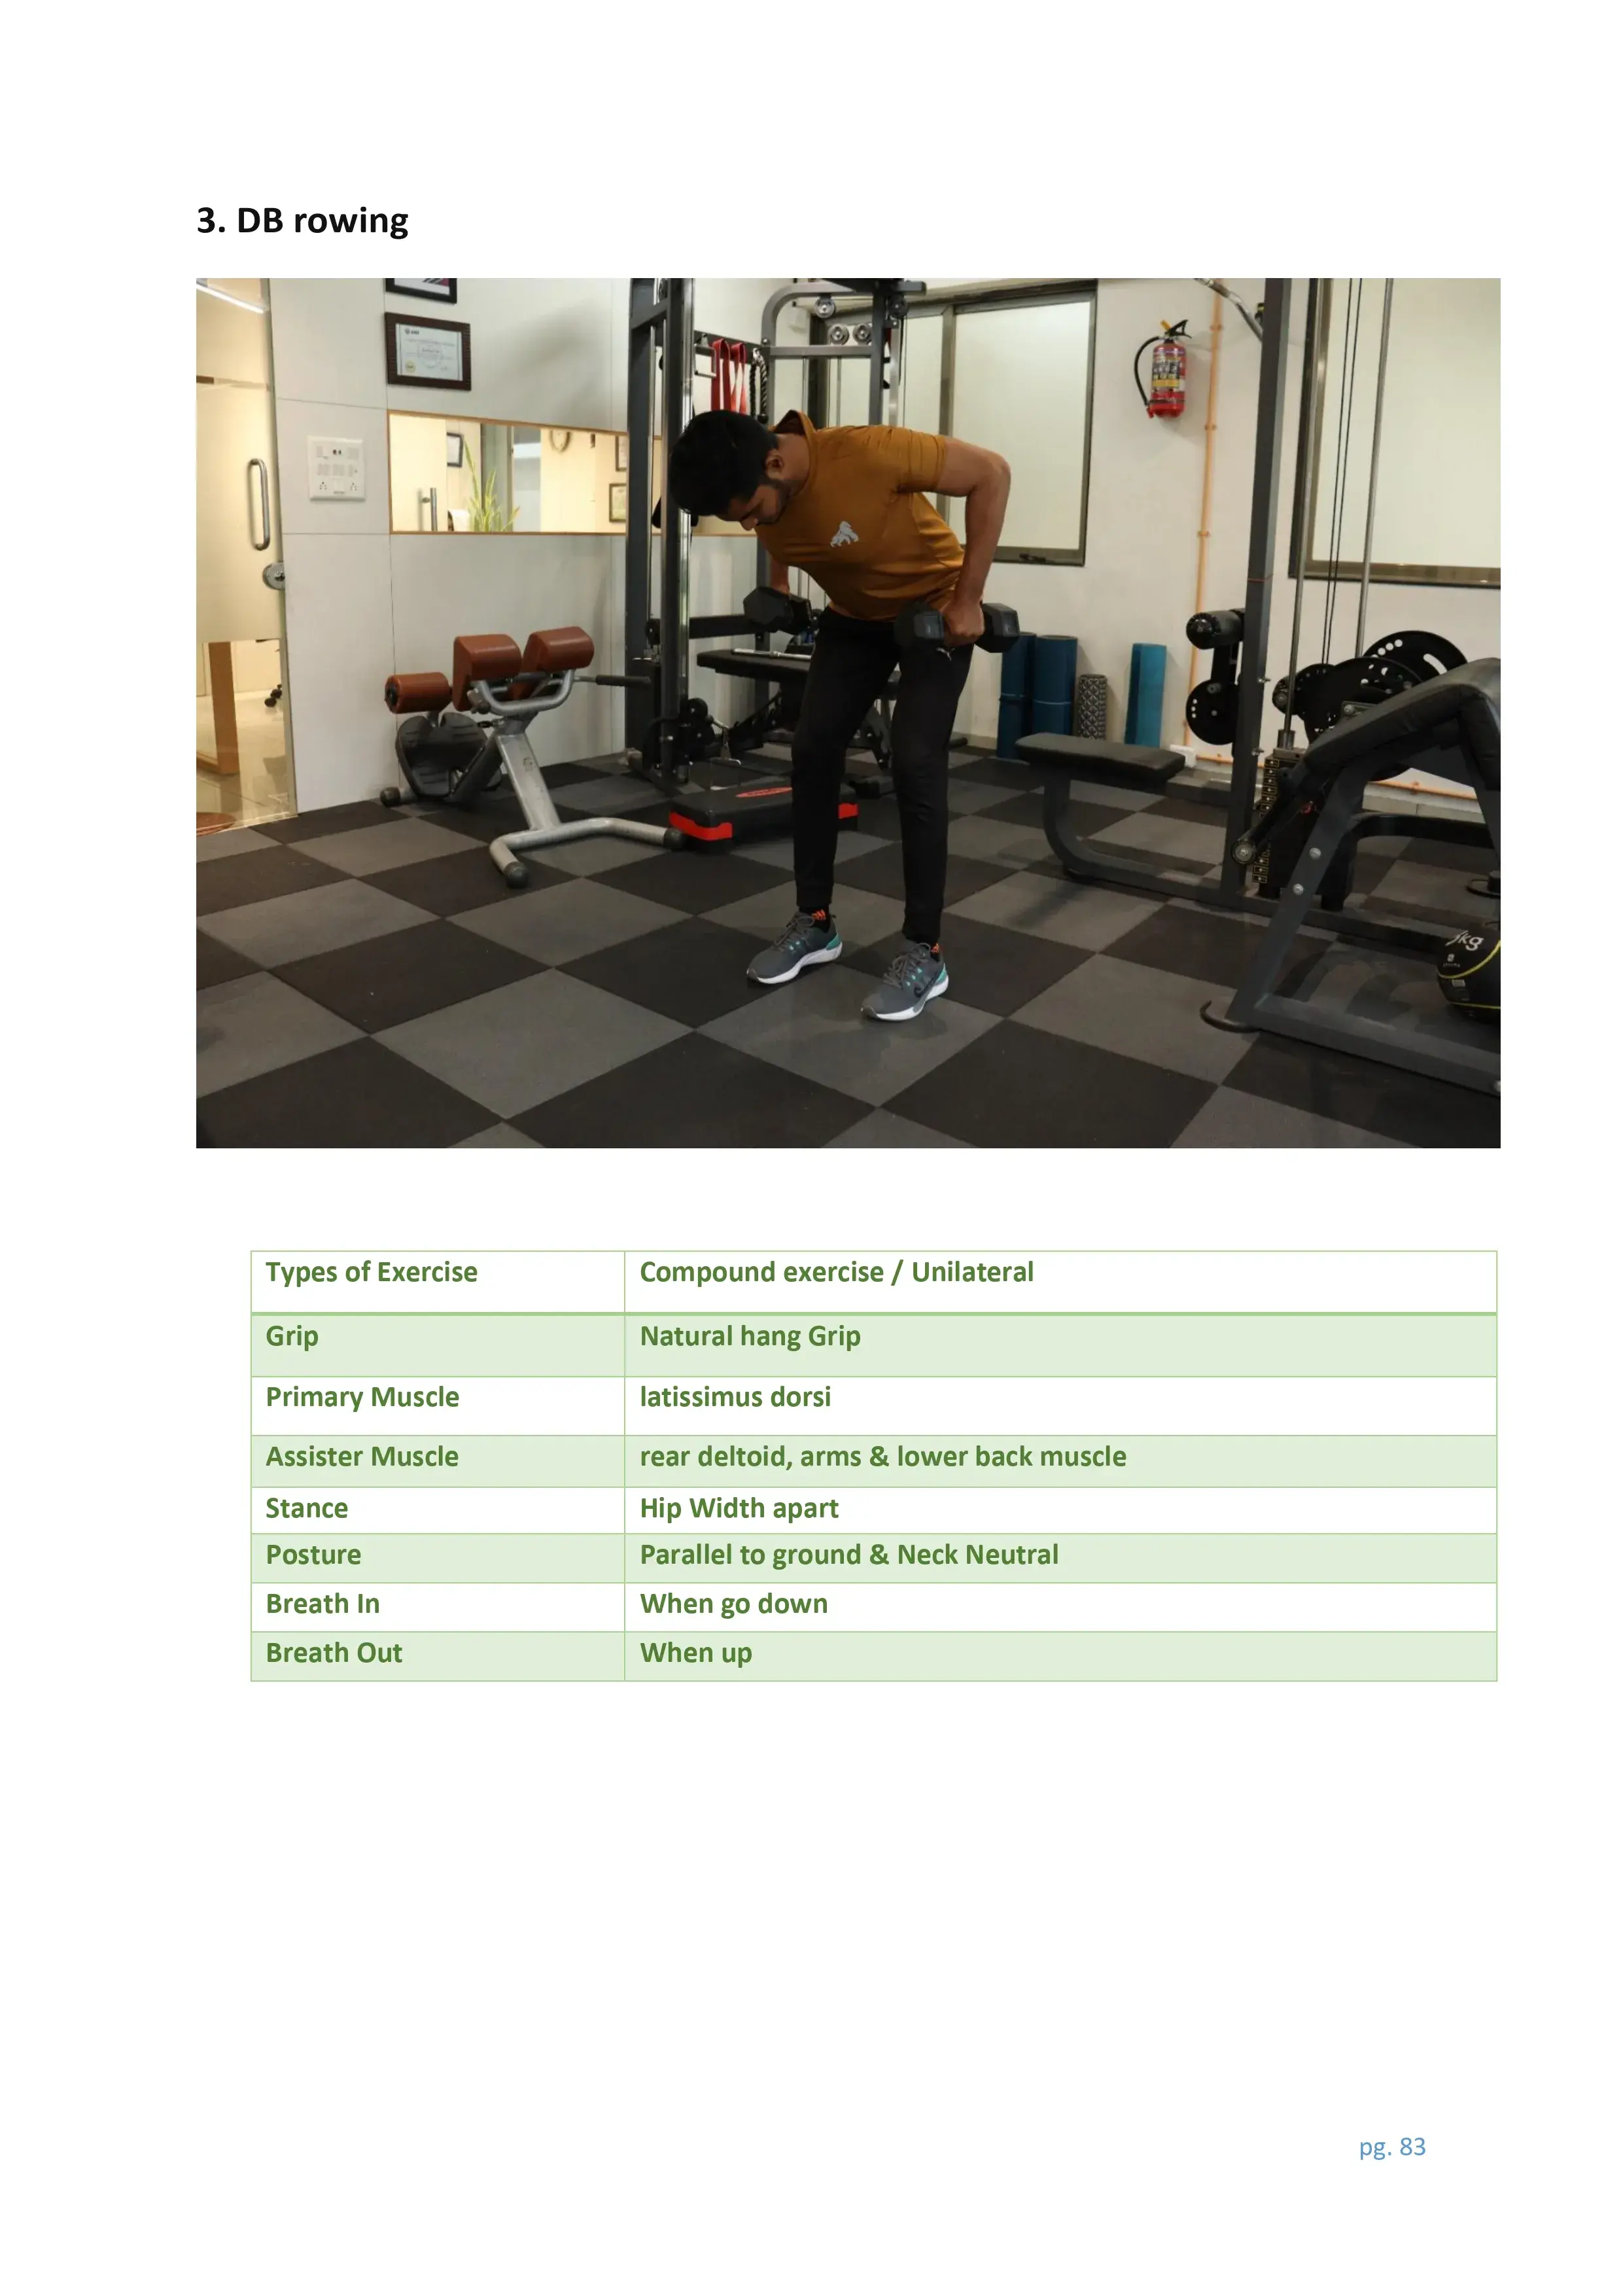 3. DB rowing
kg
Types of Exercise Compound exercise / Unilateral
Grip Natural hang Grip
Primary Muscle latissimus dorsi
Assister Muscle rear deltoid, arms & lower back muscle
Stance Hip Width apart
Posture Parallel to ground & Neck Neutral
Breath In When go down
Breath Out When up
pg. 83